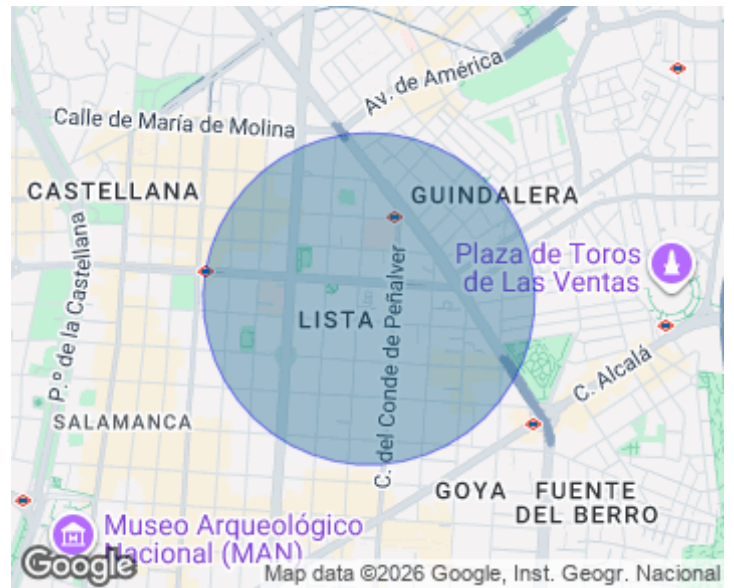 Av. de América
Calle de María de Molina
CASTELLANA
GUINDALERA
Plaza de Toros
de Las Ventas
P.º de la Castellana
C. del Conde de Peñalver
LISTA
C. Alcalá
SALAMANCA
GOYA
FUENTE
DEL BERRO
Museo Arqueológico
Nacional (MAN)
Google
Map data ©2026 Google, Inst. Geogr. Nacional